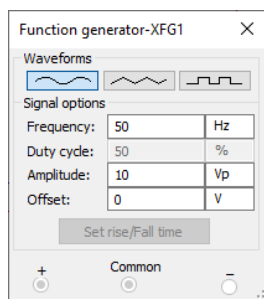 Function generator-XFG1
Waveforms
Signal options
Frequency: 50 Hz
Duty cycle: 50 %
Amplitude: 10 Vp
Offset: 0 V
Set rise/Fall time
+ Common −